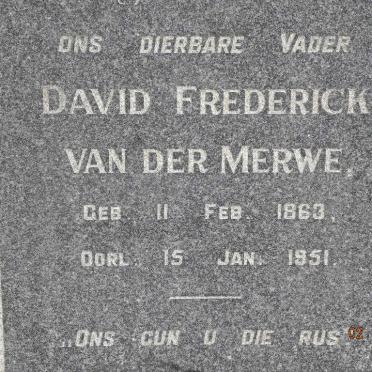 ONS DIERBARE VADER
DAVID FREDERICK
VAN DER MERWE,
GEB. 11 FEB. 1863,
OORL. 15 JAN. 1951.
„ONS GUN U DIE RUS
02